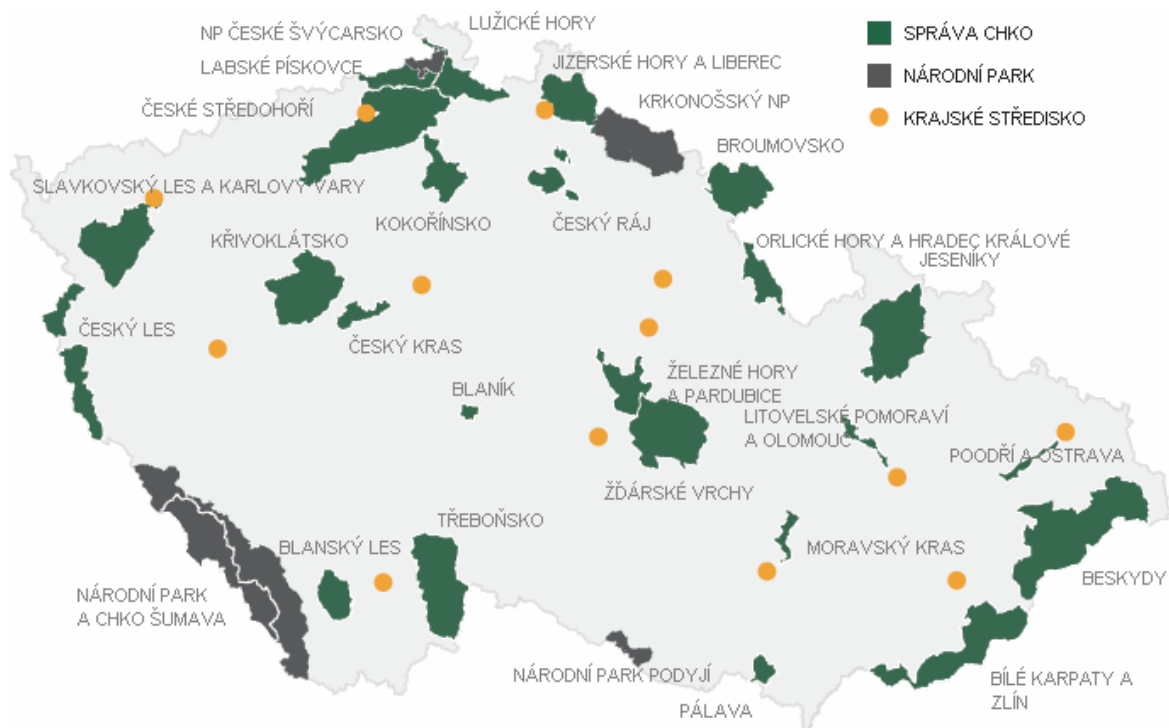 LUŽICKÉ HORY
NP ČESKÉ ŠVÝCARSKO
SPRÁVA CHKO
LABSKÉ PÍSKOVCE
JIZERSKÉ HORY A LIBEREC
NÁRODNÍ PARK
KRKONOŠSKÝ NP
ČESKÉ STŘEDOHOŘÍ
KRAJSKÉ STŘEDISKO
BROUMOVSKO
SLAVKOVSKÝ LES A KARLOVY VARY
KOKOŘÍNSKO
ČESKÝ RÁJ
KŘIVOKLÁTSKO
ORLICKÉ HORY A HRADEC KRÁLOVÉ
JESENÍKY
ČESKÝ LES
ČESKÝ KRAS
ŽELEZNÉ HORY
A PARDUBICE
BLANÍK
LITOVELSKÉ POMORAVÍ
A OLOMOUC
POODŘÍ A OSTRAVA
ŽĎÁRSKÉ VRCHY
TŘEBOŇSKO
BLANSKÝ LES
MORAVSKÝ KRAS
BESKYDY
NÁRODNÍ PARK
A CHKO ŠUMAVA
NÁRODNÍ PARK PODYJÍ
BÍLÉ KARPATY A
ZLÍN
PÁLAVA